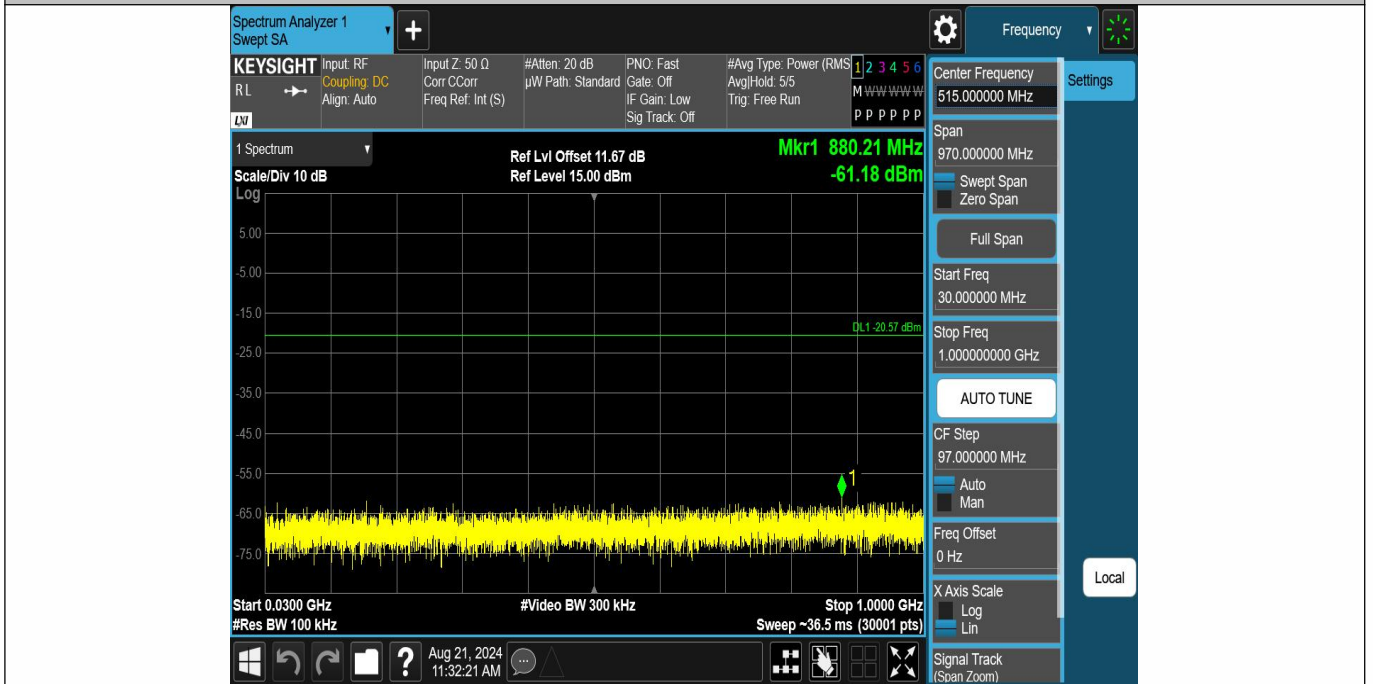 Spectrum Analyzer 1
Swept SA
+
Frequency
KEYSIGHT
RL
LXI
Input: RF
Coupling: DC
Align: Auto
Input Z: 50 Ω
Corr CCorr
Freq Ref: Int (S)
#Atten: 20 dB
µW Path: Standard
PNO: Fast
Gate: Off
IF Gain: Low
Sig Track: Off
#Avg Type: Power (RMS
Avg|Hold: 5/5
Trig: Free Run
1 2 3 4 5 6
M W W W W W
P P P P P P
1 Spectrum
Scale/Div 10 dB
Ref Lvl Offset 11.67 dB
Ref Level 15.00 dBm
Mkr1 880.21 MHz
-61.18 dBm
Log
5.00
-5.00
-15.0
-25.0
-35.0
-45.0
-55.0
-65.0
-75.0
DL1 -20.57 dBm
1
Start 0.0300 GHz
#Res BW 100 kHz
#Video BW 300 kHz
Stop 1.0000 GHz
Sweep ~36.5 ms (30001 pts)
Center Frequency
515.000000 MHz
Settings
Span
970.000000 MHz
Swept Span
Zero Span
Full Span
Start Freq
30.000000 MHz
Stop Freq
1.000000000 GHz
AUTO TUNE
CF Step
97.000000 MHz
Auto
Man
Freq Offset
0 Hz
X Axis Scale
Log
Lin
Signal Track
(Span Zoom)
Local
?
Aug 21, 2024
11:32:21 AM